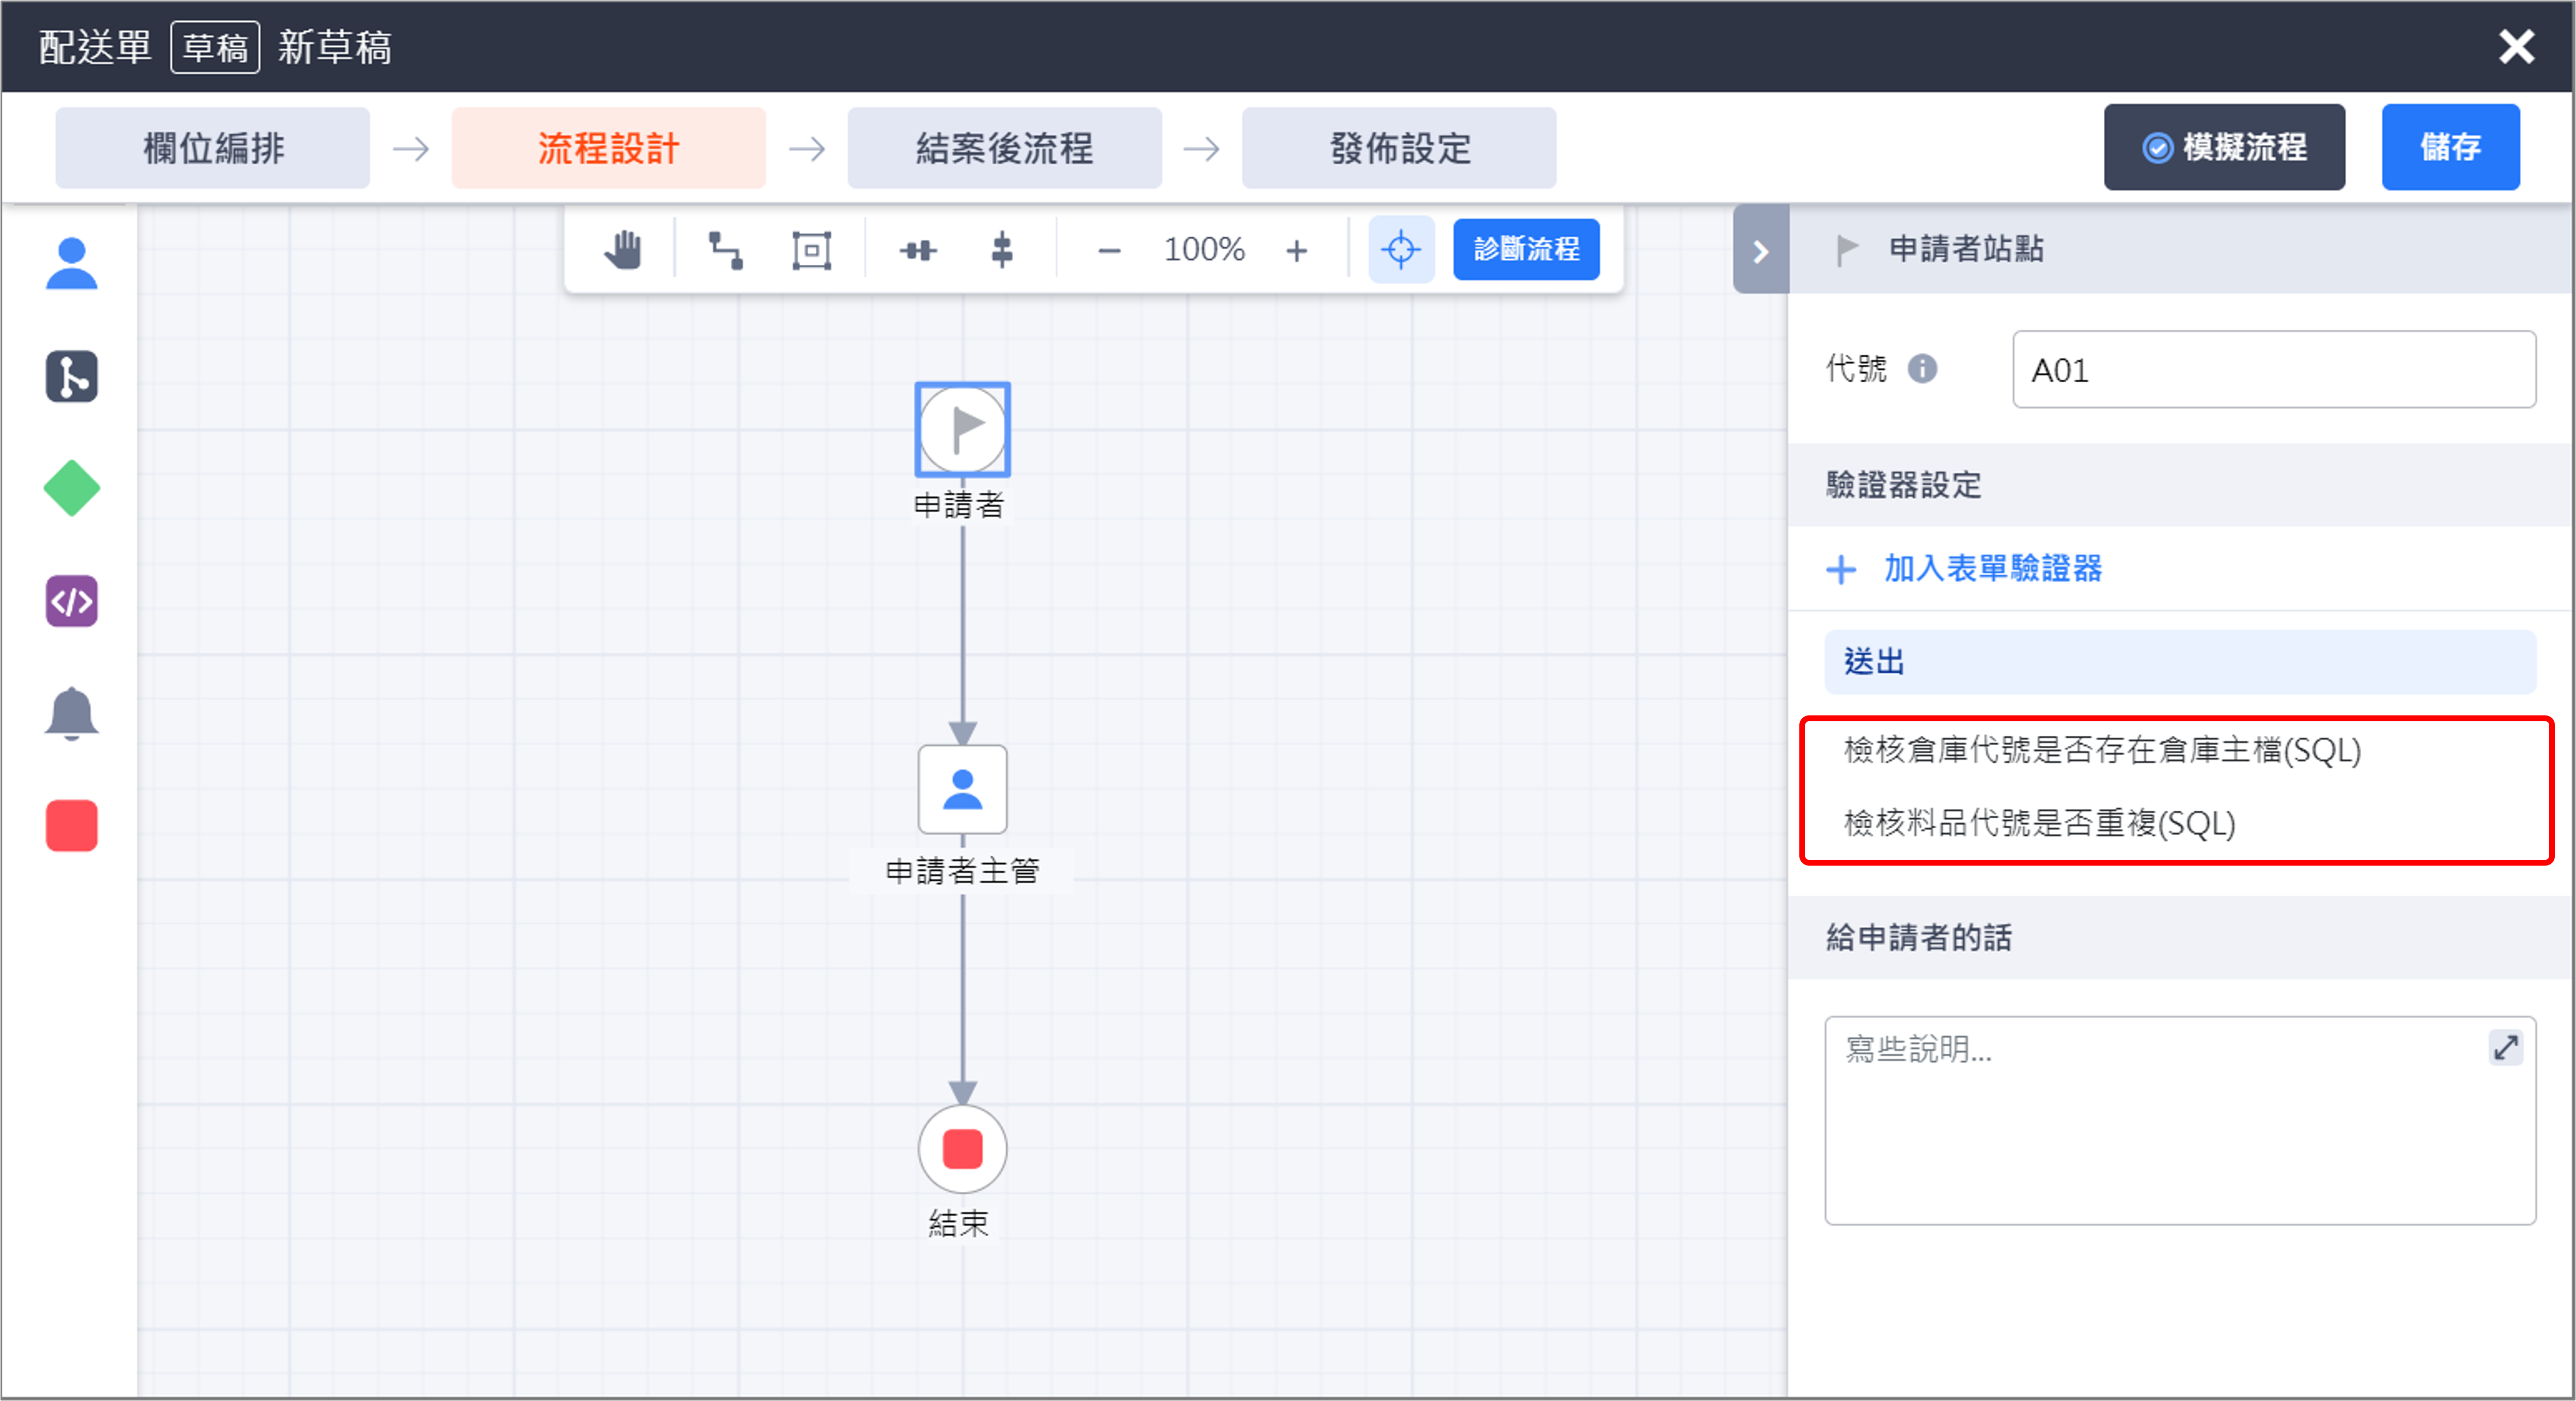 配送單 草稿 新草稿
欄位編排 流程設計 結案後流程 發佈設定 模擬流程 儲存
100% 診斷流程
申請者
申請者主管
結束
申請者站點
代號 A01
驗證器設定
加入表單驗證器
送出
檢核倉庫代號是否存在倉庫主檔(SQL)
檢核料品代號是否重複(SQL)
給申請者的話
寫些說明...